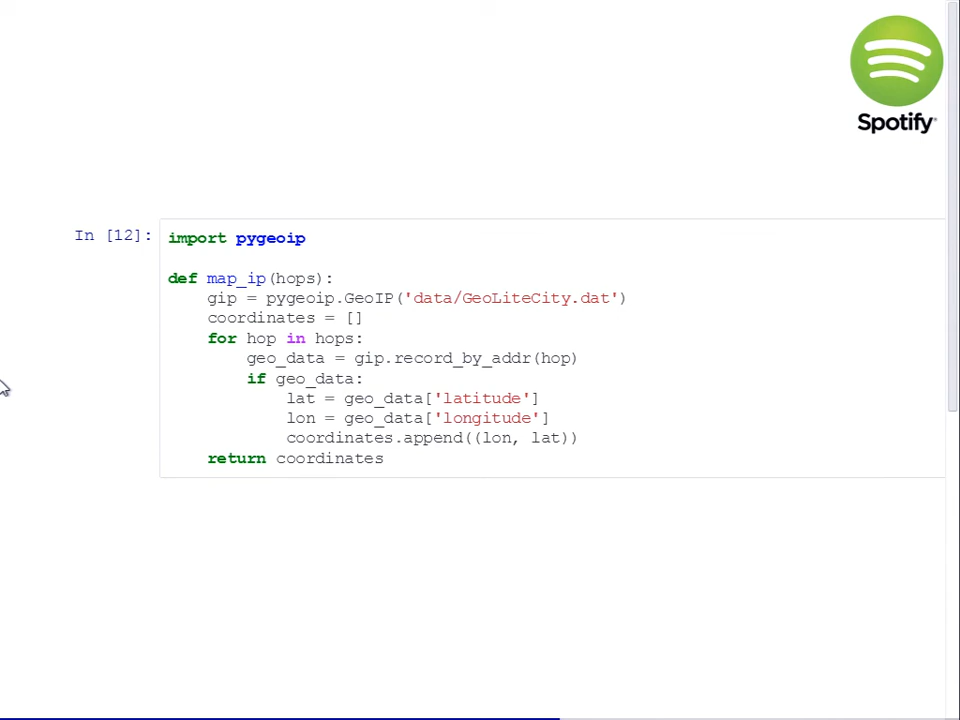 Spotify®
In [12]:
import pygeoip
def map_ip(hops):
    gip = pygeoip.GeoIP('data/GeoLiteCity.dat')
    coordinates = []
    for hop in hops:
        geo_data = gip.record_by_addr(hop)
        if geo_data:
            lat = geo_data['latitude']
            lon = geo_data['longitude']
            coordinates.append((lon, lat))
    return coordinates